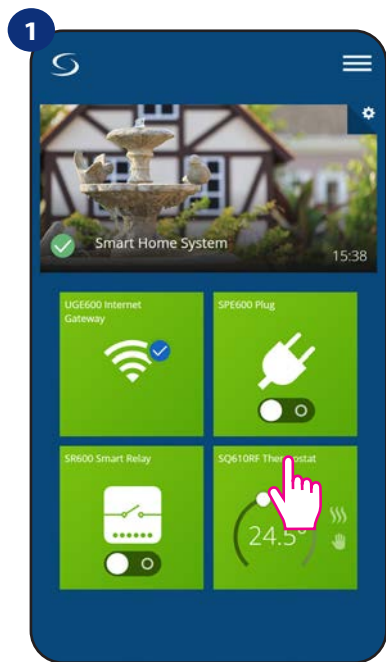 1
Smart Home System
15:38
UGE600 Internet
Gateway
SPE600 Plug
SR600 Smart Relay
SQ610RF Thermostat
24.5°